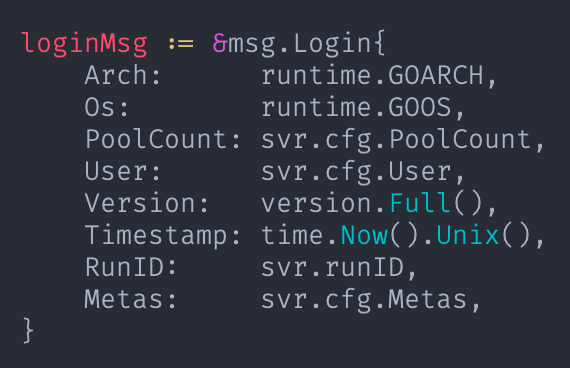 loginMsg := &msg.Login{
    Arch:      runtime.GOARCH,
    Os:        runtime.GOOS,
    PoolCount: svr.cfg.PoolCount,
    User:      svr.cfg.User,
    Version:   version.Full(),
    Timestamp: time.Now().Unix(),
    RunID:     svr.runID,
    Metas:     svr.cfg.Metas,
}